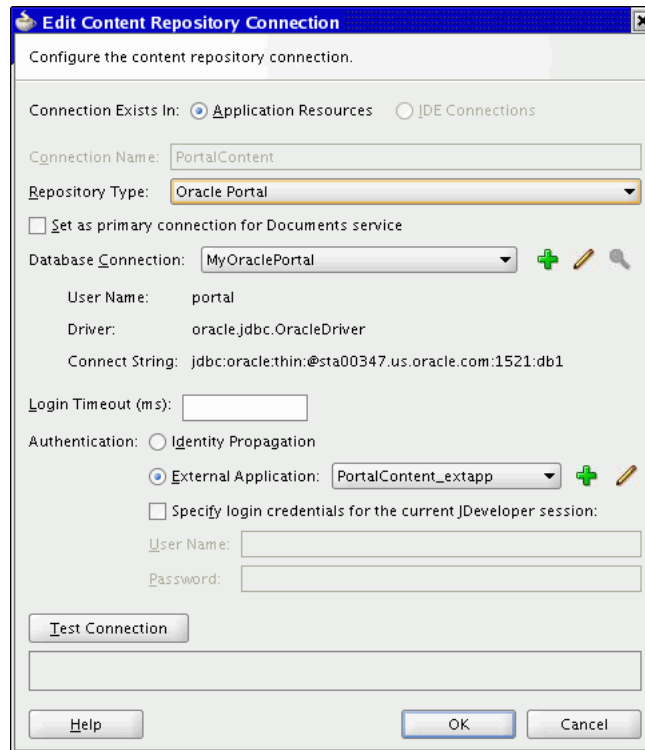 Edit Content Repository Connection
Configure the content repository connection.
Connection Exists In: Application Resources IDE Connections
Connection Name: PortalContent
Repository Type: Oracle Portal
Set as primary connection for Documents service
Database Connection: MyOraclePortal
User Name: portal
Driver: oracle.jdbc.OracleDriver
Connect String: jdbc:oracle:thin:@sta00347.us.oracle.com:1521:db1
Login Timeout (ms):
Authentication: Identity Propagation
External Application: PortalContent_extapp
Specify login credentials for the current JDeveloper session:
User Name:
Password:
Test Connection
Help OK Cancel